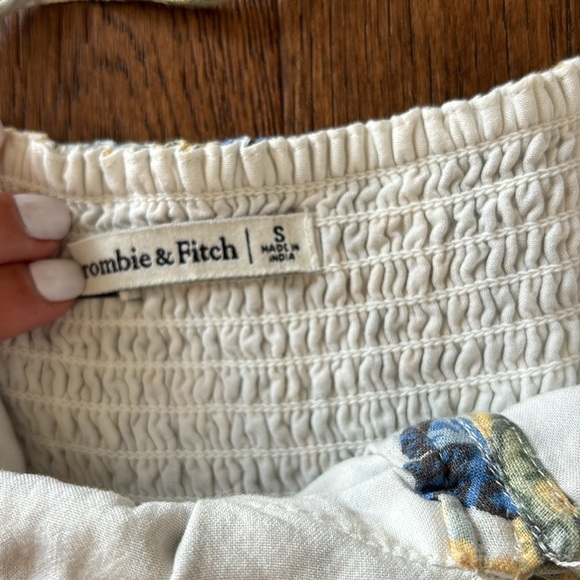 rombie & Fitch
S
MADE IN
INDIA